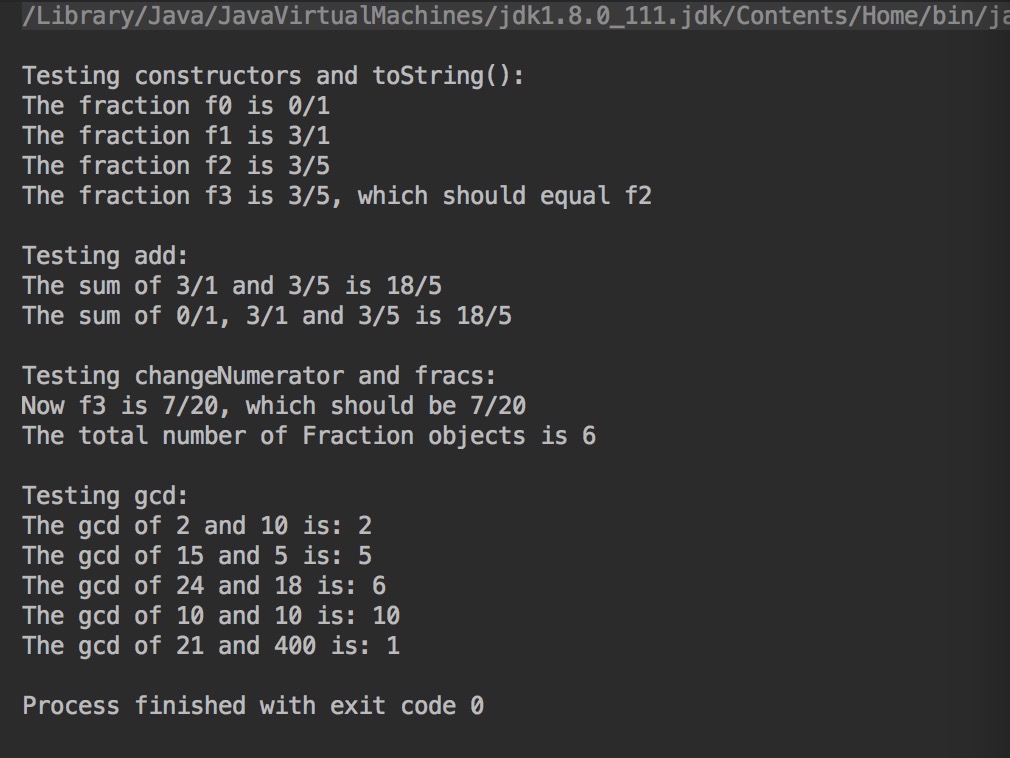 /Library/Java/JavaVirtualMachines/jdk1.8.0_111.jdk/Contents/Home/bin/ja
Testing constructors and toString():
The fraction f0 is 0/1
The fraction f1 is 3/1
The fraction f2 is 3/5
The fraction f3 is 3/5, which should equal f2
Testing add:
The sum of 3/1 and 3/5 is 18/5
The sum of 0/1, 3/1 and 3/5 is 18/5
Testing changeNumerator and fracs:
Now f3 is 7/20, which should be 7/20
The total number of Fraction objects is 6
Testing gcd:
The gcd of 2 and 10 is: 2
The gcd of 15 and 5 is: 5
The gcd of 24 and 18 is: 6
The gcd of 10 and 10 is: 10
The gcd of 21 and 400 is: 1
Process finished with exit code 0